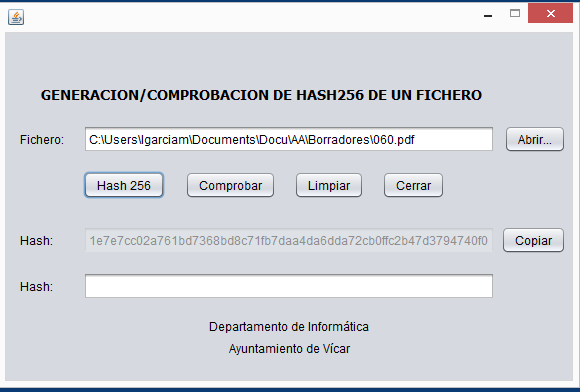 GENERACION/COMPROBACION DE HASH256 DE UN FICHERO
Fichero: C:\Users\lgarciam\Documents\Docu\AA\Borradores\060.pdf Abrir...
Hash 256 Comprobar Limpiar Cerrar
Hash: 1e7e7cc02a761bd7368bd8c71fb7daa4da6dda72cb0ffc2b47d3794740f0 Copiar
Hash:
Departamento de Informática
Ayuntamiento de Vícar